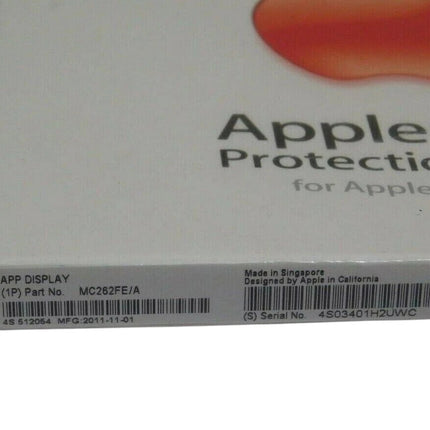 Apple
Protectio
for Apple
APP DISPLAY
(1P) Part No. MC262FE/A
4S 512054 MFG:2011-11-01
Made in Singapore
Designed by Apple in California
(S) Serial No. 4S03401H2UWC